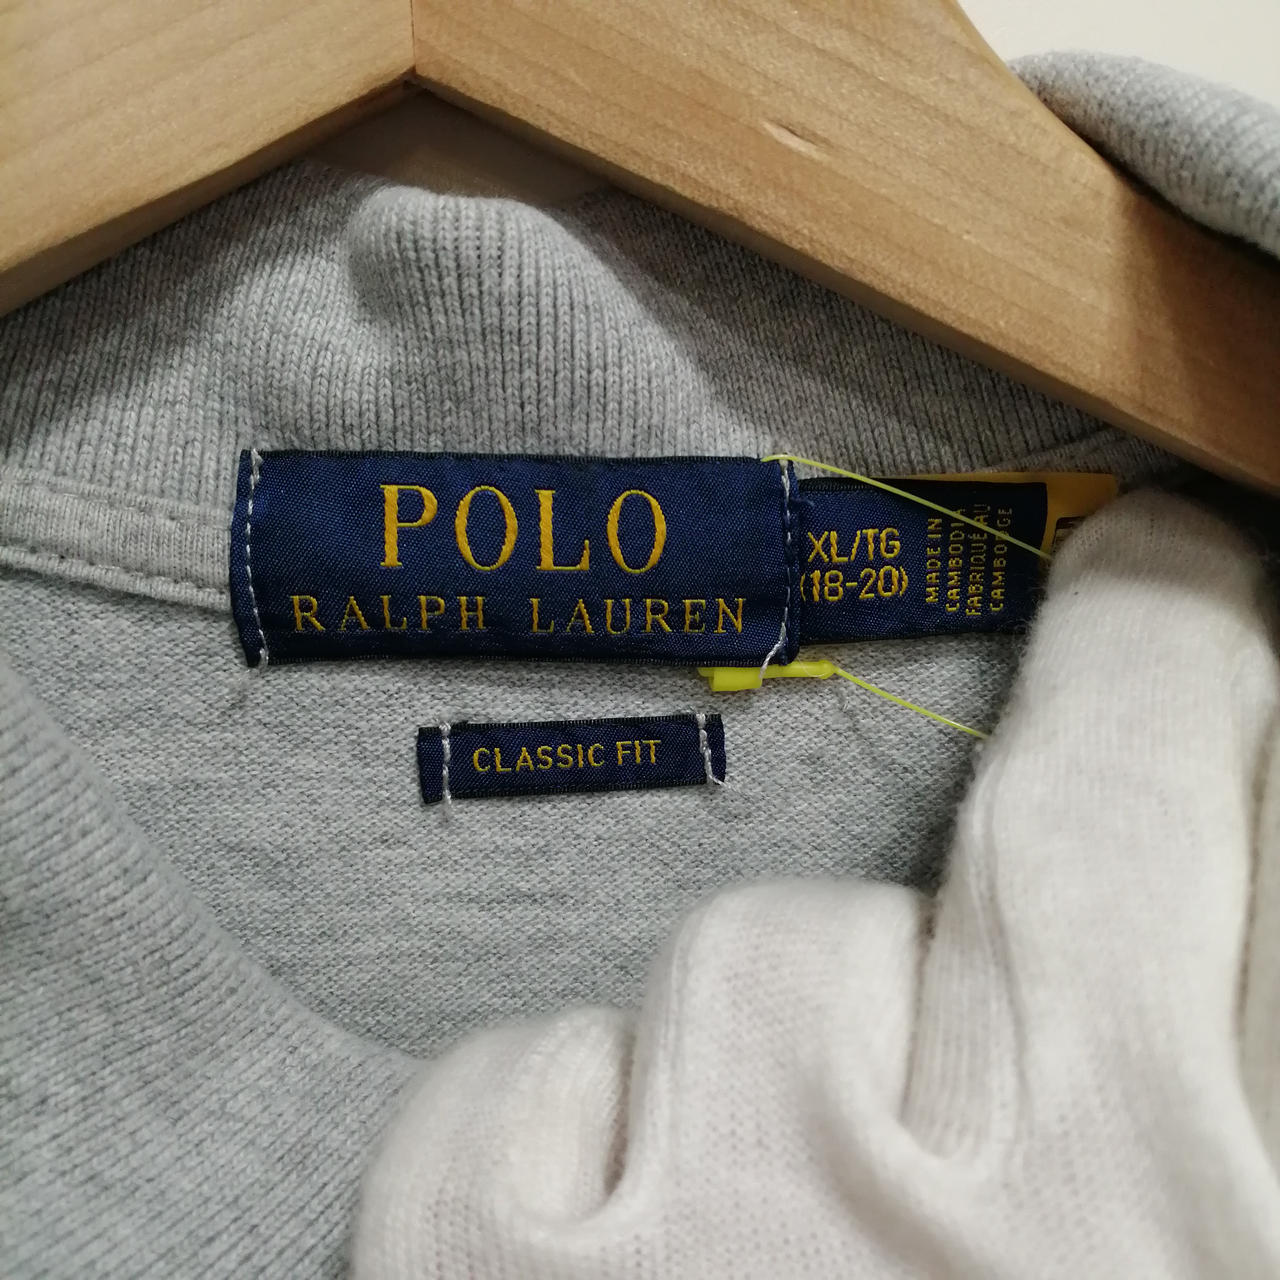 POLO
RALPH LAUREN
XL/TG
(18-20)
MADE IN
CAMBODIA
FABRIQUÉ AU
CAMBODGE
CLASSIC FIT